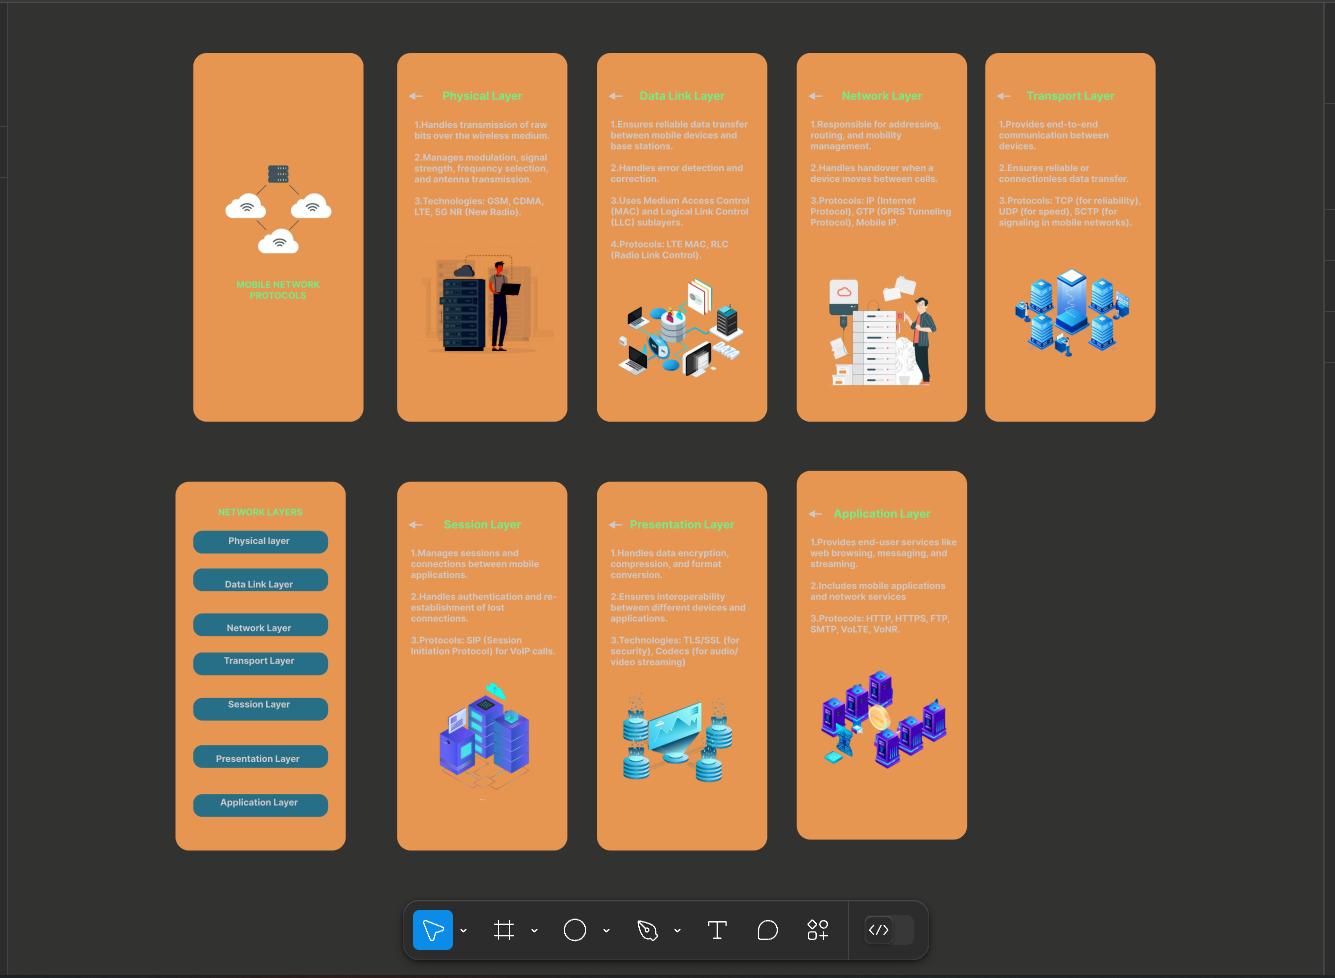 MOBILE NETWORK
PROTOCOLS
Physical Layer
1.Handles transmission of raw
bits over the wireless medium.
2.Manages modulation, signal
strength, frequency selection,
and antenna transmission.
3.Technologies: GSM, CDMA,
LTE, 5G NR (New Radio).
Data Link Layer
1.Ensures reliable data transfer
between mobile devices and
base stations.
2.Handles error detection and
correction.
3.Uses Medium Access Control
(MAC) and Logical Link Control
(LLC) sublayers.
4.Protocols: LTE MAC, RLC
(Radio Link Control).
DATA
Network Layer
1.Responsible for addressing,
routing, and mobility
management.
2.Handles handover when a
device moves between cells.
3.Protocols: IP (Internet
Protocol), GTP (GPRS Tunneling
Protocol), Mobile IP.
Transport Layer
1.Provides end-to-end
communication between
devices.
2.Ensures reliable or
connectionless data transfer.
3.Protocols: TCP (for reliability),
UDP (for speed), SCTP (for
signaling in mobile networks).
NETWORK LAYERS
Physical layer
Data Link Layer
Network Layer
Transport Layer
Session Layer
Presentation Layer
Application Layer
Session Layer
1.Manages sessions and
connections between mobile
applications.
2.Handles authentication and re-
establishment of lost
connections.
3.Protocols: SIP (Session
Initiation Protocol) for VoIP calls.
Presentation Layer
1.Handles data encryption,
compression, and format
conversion.
2.Ensures interoperability
between different devices and
applications.
3.Technologies: TLS/SSL (for
security), Codecs (for audio/
video streaming)
Application Layer
1.Provides end-user services like
web browsing, messaging, and
streaming.
2.Includes mobile applications
and network services
3.Protocols: HTTP, HTTPS, FTP,
SMTP, VoLTE, VoNR.